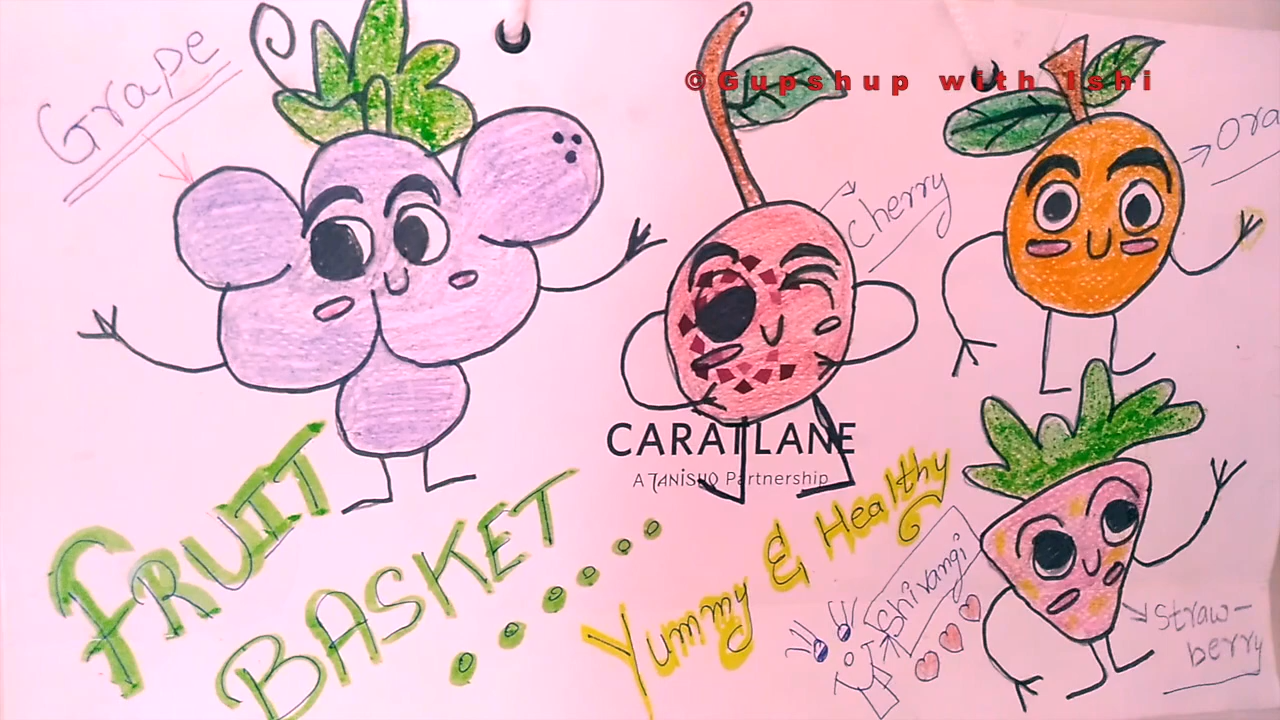 ©Gupshup with Ishi
Grape
Cherry
Ora
CARATLANE
A TANISHQ Partnership
FRUIT
BASKET
Yummy & Healthy
Shivangi
Straw-
berry